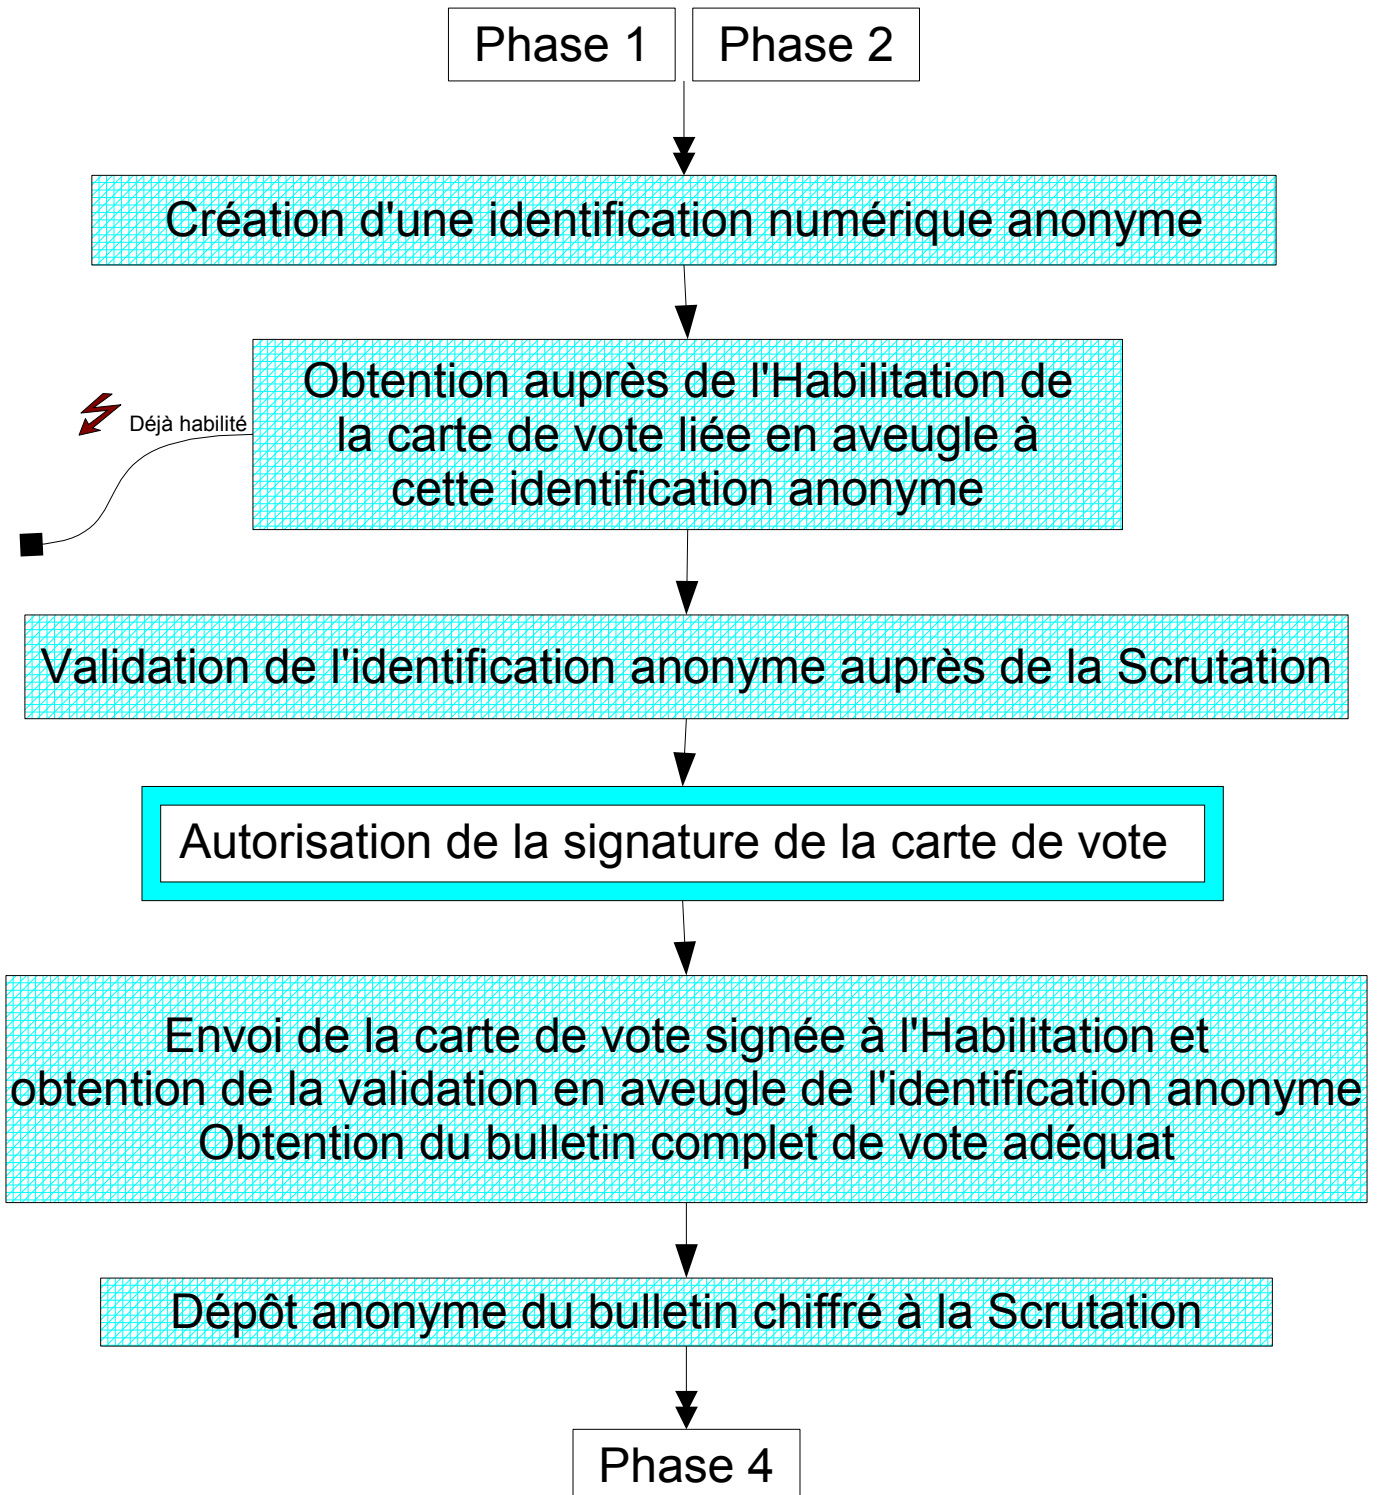 Phase 1
Phase 2
Création d'une identification numérique anonyme
Obtention auprès de l'Habilitation de
la carte de vote liée en aveugle à
cette identification anonyme
Déjà habilité
Validation de l'identification anonyme auprès de la Scrutation
Autorisation de la signature de la carte de vote
Envoi de la carte de vote signée à l'Habilitation et
obtention de la validation en aveugle de l'identification anonyme
Obtention du bulletin complet de vote adéquat
Dépôt anonyme du bulletin chiffré à la Scrutation
Phase 4